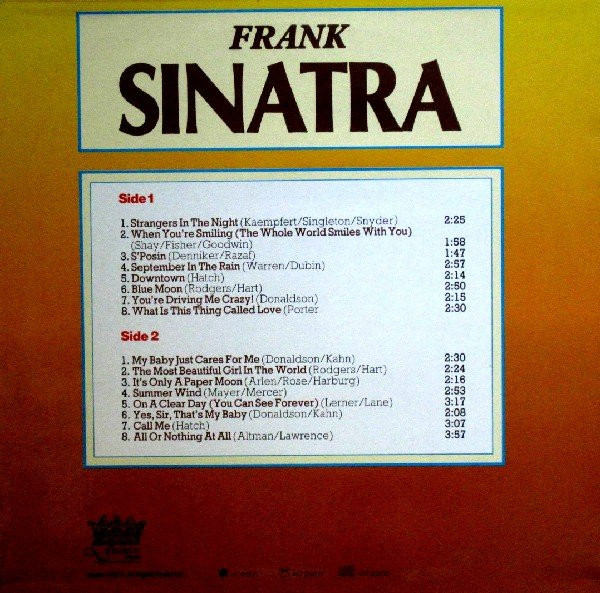 FRANK
SINATRA
Side 1
1. Strangers In The Night (Kaempfert/Singleton/Snyder) 2:25
2. When You're Smiling (The Whole World Smiles With You)
(Shay/Fisher/Goodwin) 1:58
3. S'Posin (Denniker/Razaf) 1:47
4. September In The Rain (Warren/Dubin) 2:57
5. Downtown (Hatch) 2:14
6. Blue Moon (Rodgers/Hart) 2:50
7. You're Driving Me Crazy! (Donaldson) 2:15
8. What Is This Thing Called Love (Porter 2:30
Side 2
1. My Baby Just Cares For Me (Donaldson/Kahn) 2:30
2. The Most Beautiful Girl In The World (Rodgers/Hart) 2:24
3. It's Only A Paper Moon (Arlen/Rose/Harburg) 2:16
4. Summer Wind (Mayer/Mercer) 2:53
5. On A Clear Day (You Can See Forever) (Lerner/Lane) 3:17
6. Yes, Sir, That's My Baby (Donaldson/Kahn) 2:08
7. Call Me (Hatch) 3:07
8. All Or Nothing At All (Altman/Lawrence) 3:57